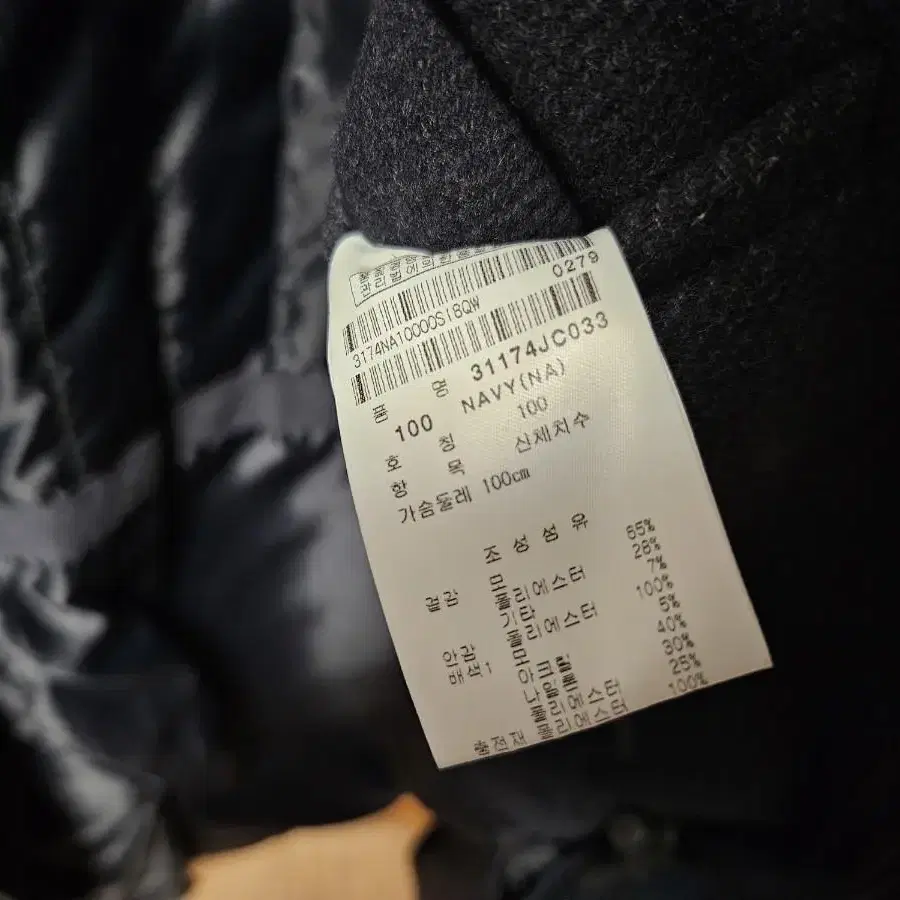 0279
3174NA10000SIBQW
품 명 31174JC033
100 NAVY(NA)
호 칭 100
항 목 신체치수
가슴둘레 100cm
조 성 섬 유
겉감 모 65%
폴리에스터 28%
기타 7%
안감 폴리에스터 100%
배색1 모 5%
아크릴 40%
나일론 30%
폴리에스터 25%
충전재 폴리에스터 100%